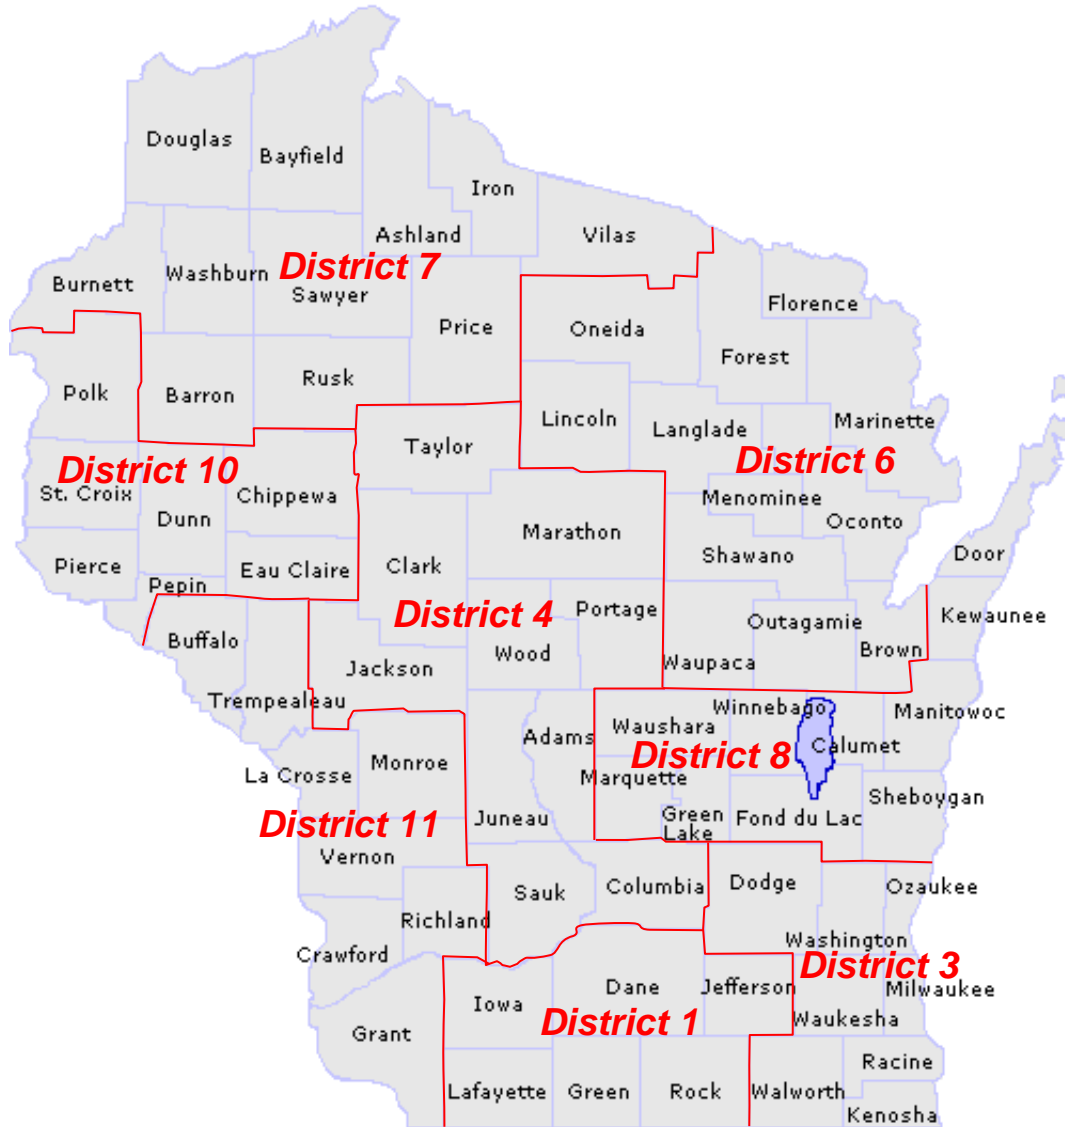 Douglas
Bayfield
Iron
Ashland
Vilas
Washburn
District 7
Burnett
Sawyer
Florence
Price
Oneida
Forest
Rusk
Polk
Barron
Lincoln
Marinette
Langlade
Taylor
District 6
District 10
St. Croix
Chippewa
Menominee
Dunn
Oconto
Marathon
Door
Shawano
Pierce
Eau Claire
Clark
Pepin
District 4
Portage
Kewaunee
Outagamie
Buffalo
Wood
Brown
Waupaca
Jackson
Trempealeau
Winnebago
Manitowoc
Waushara
Adams
Calumet
District 8
Monroe
La Crosse
Marquette
Sheboygan
Green
Lake
Fond du Lac
Juneau
District 11
Vernon
Dodge
Columbia
Ozaukee
Sauk
Richland
Washington
Crawford
District 3
Dane
Jefferson
Milwaukee
Iowa
District 1
Waukesha
Grant
Racine
Lafayette
Green
Rock
Walworth
Kenosha